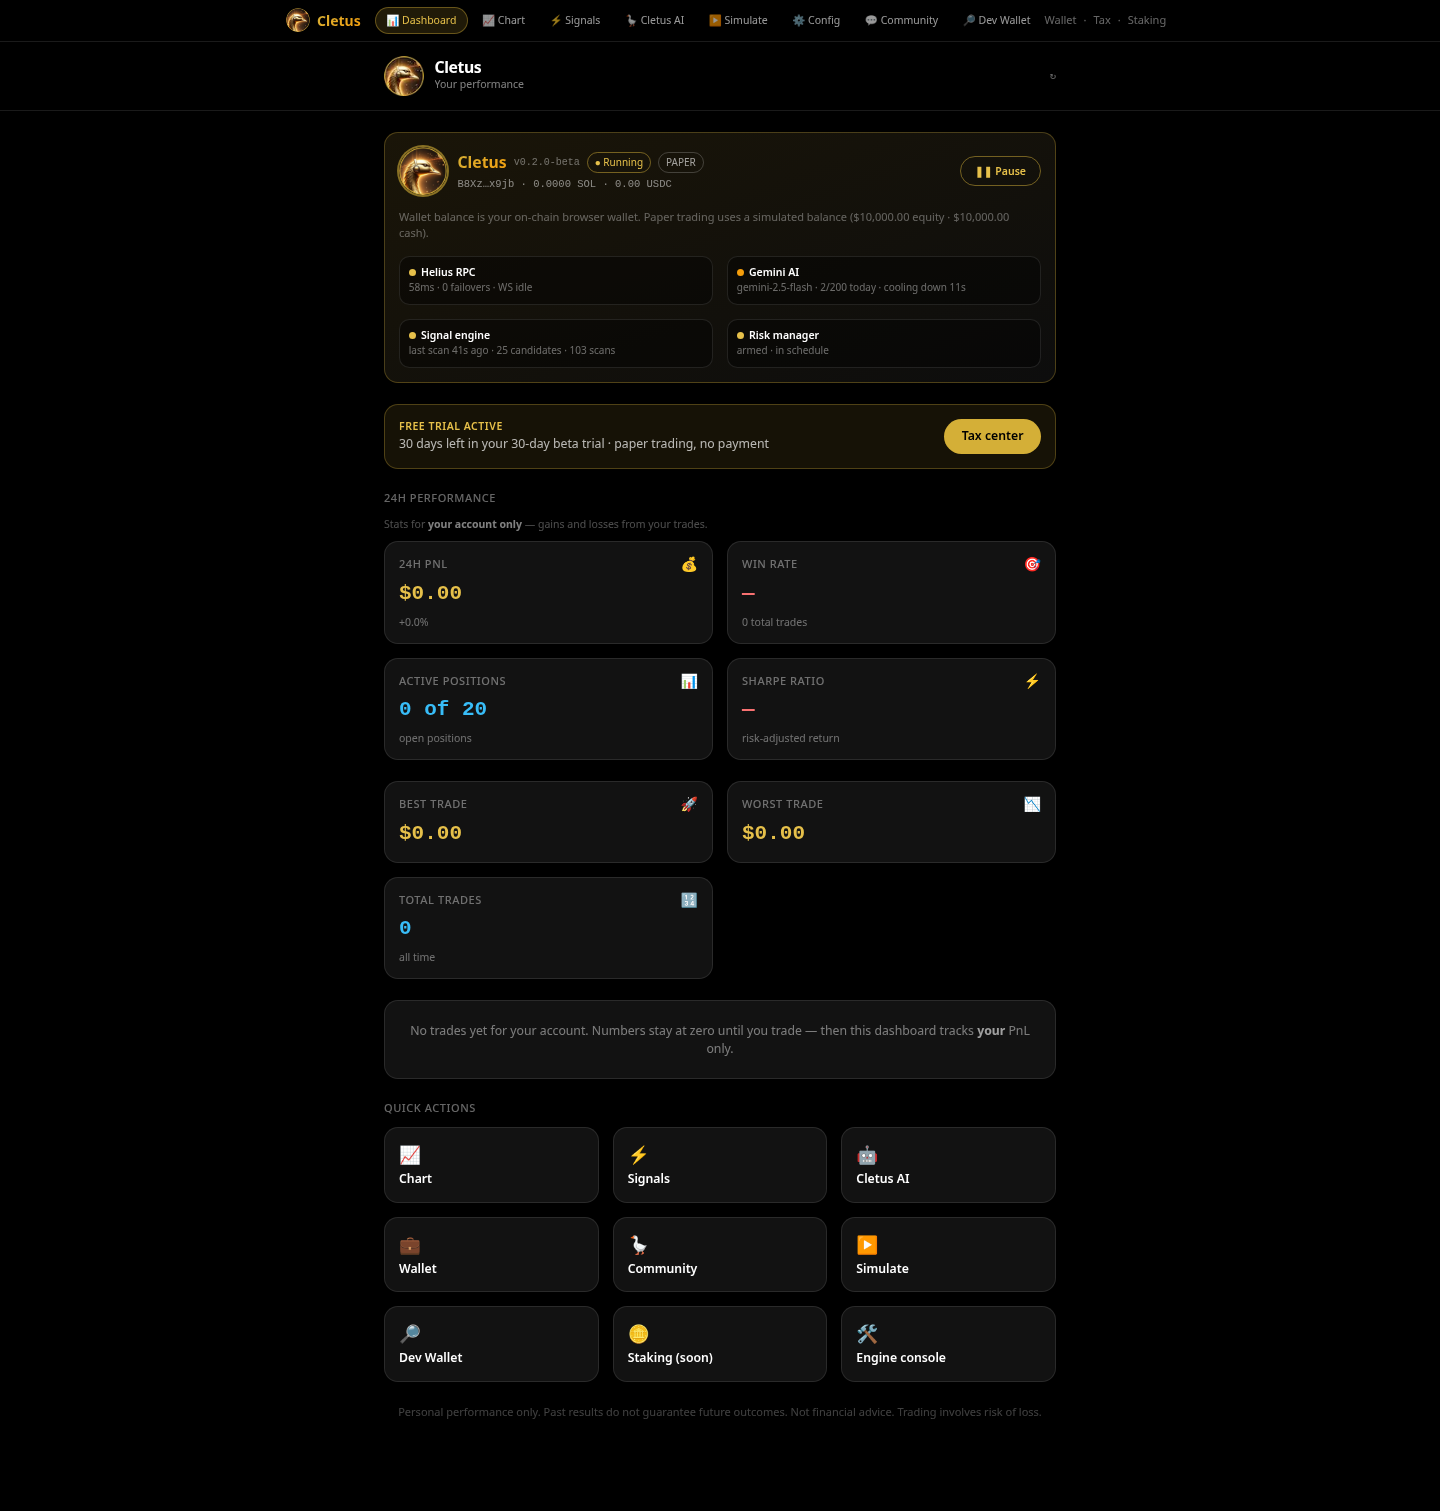 Cletus
📊 Dashboard
📈 Chart
⚡ Signals
🪿 Cletus AI
▶️ Simulate
⚙️ Config
💬 Community
🔎 Dev Wallet
Wallet · Tax · Staking
Cletus
Your performance
↻
Cletus v0.2.0-beta ● Running PAPER
B8Xz…x9jb · 0.0000 SOL · 0.00 USDC
❚❚ Pause
Wallet balance is your on-chain browser wallet. Paper trading uses a simulated balance ($10,000.00 equity · $10,000.00
cash).
Helius RPC
58ms · 0 failovers · WS idle
Gemini AI
gemini-2.5-flash · 2/200 today · cooling down 11s
Signal engine
last scan 41s ago · 25 candidates · 103 scans
Risk manager
armed · in schedule
FREE TRIAL ACTIVE
30 days left in your 30-day beta trial · paper trading, no payment
Tax center
24H PERFORMANCE
Stats for your account only — gains and losses from your trades.
24H PNL
$0.00
+0.0%
WIN RATE
—
0 total trades
ACTIVE POSITIONS
0 of 20
open positions
SHARPE RATIO
—
risk-adjusted return
BEST TRADE
$0.00
WORST TRADE
$0.00
TOTAL TRADES
0
all time
No trades yet for your account. Numbers stay at zero until you trade — then this dashboard tracks your PnL
only.
QUICK ACTIONS
Chart
Signals
Cletus AI
Wallet
Community
Simulate
Dev Wallet
Staking (soon)
Engine console
Personal performance only. Past results do not guarantee future outcomes. Not financial advice. Trading involves risk of loss.